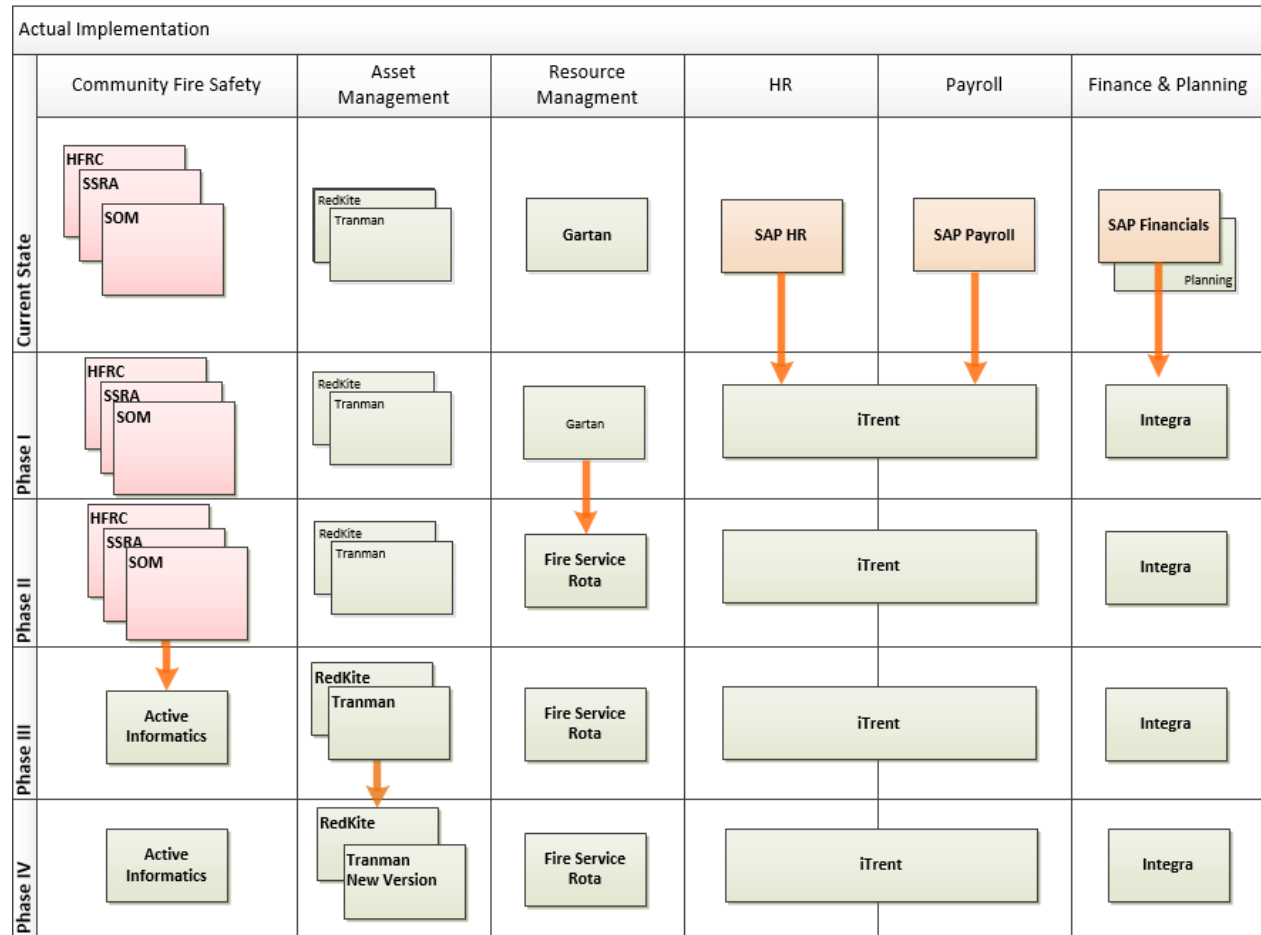 Actual Implementation
Community Fire Safety
Asset
Management
Resource
Managment
HR
Payroll
Finance & Planning
Current State
HFRC
SSRA
SOM
RedKite
Tranman
Gartan
SAP HR
SAP Payroll
SAP Financials
Planning
Phase I
HFRC
SSRA
SOM
RedKite
Tranman
Gartan
iTrent
Integra
Phase II
HFRC
SSRA
SOM
RedKite
Tranman
Fire Service
Rota
iTrent
Integra
Phase III
Active
Informatics
RedKite
Tranman
Fire Service
Rota
iTrent
Integra
Phase IV
Active
Informatics
RedKite
Tranman
New Version
Fire Service
Rota
iTrent
Integra